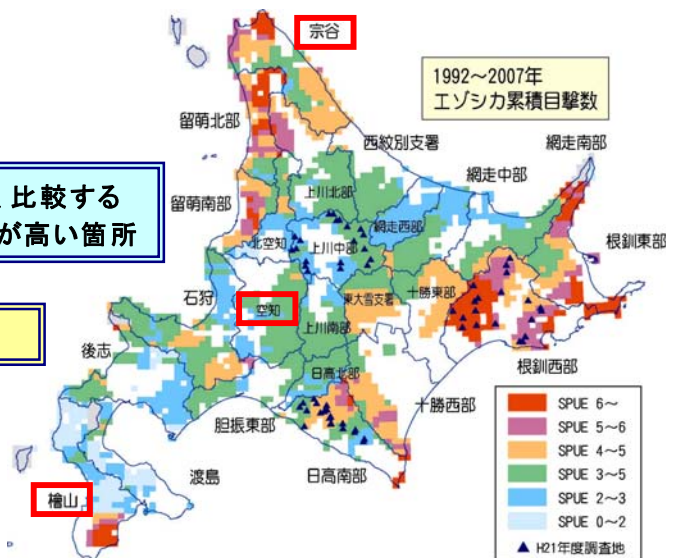 宗谷
1992～2007年
エゾシカ累積目撃数
留萌北部
西紋別支署
網走南部
網走中部
比較する
が高い箇所
留萌南部
上川北部
北空知
上川中部
網走西部
根釧東部
石狩
空知
東大雪支署
十勝東部
上川南部
後志
日高北部
根釧西部
胆振東部
十勝西部
渡島
日高南部
檜山
SPUE 6～
SPUE 5～6
SPUE 4～5
SPUE 3～5
SPUE 2～3
SPUE 0～2
▲ H21年度調査地